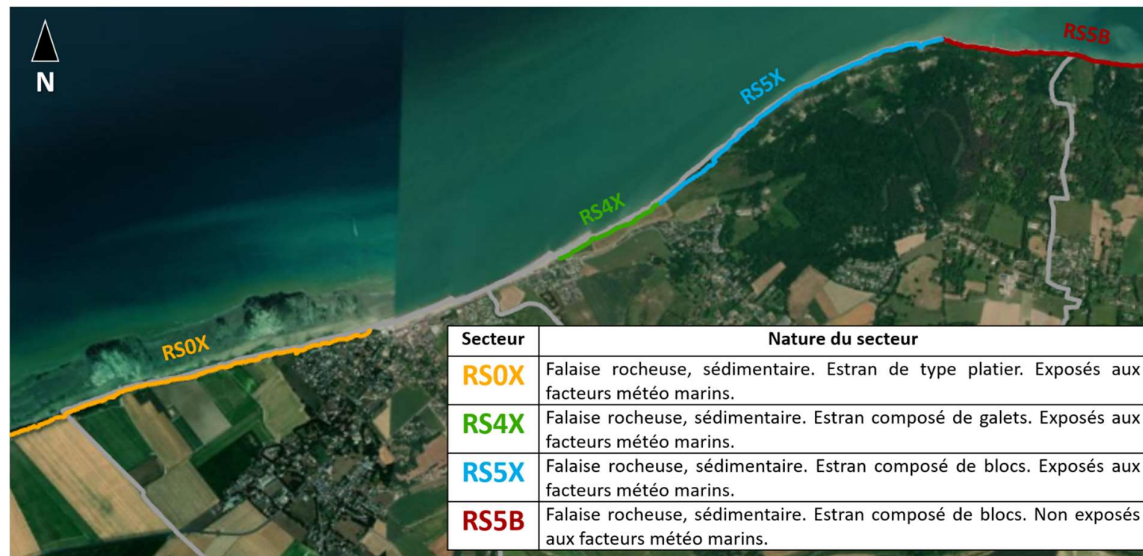 N
RS5B
RS5X
RS4X
RS0X
Secteur Nature du secteur
RS0X Falaise rocheuse, sédimentaire. Estran de type platier. Exposés aux
facteurs météo marins.
RS4X Falaise rocheuse, sédimentaire. Estran composé de galets. Exposés aux
facteurs météo marins.
RS5X Falaise rocheuse, sédimentaire. Estran composé de blocs. Exposés aux
facteurs météo marins.
RS5B Falaise rocheuse, sédimentaire. Estran composé de blocs. Non exposés
aux facteurs météo marins.